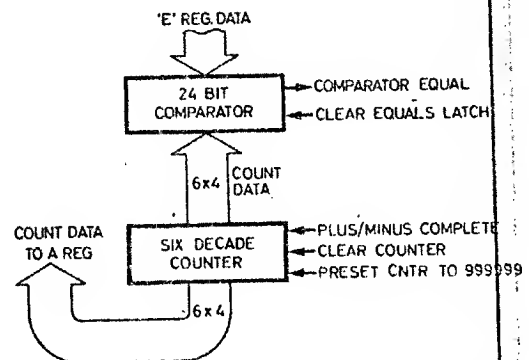 'E' REG. DATA
24 BIT
COMPARATOR
COMPARATOR EQUAL
CLEAR EQUALS LATCH
6x4
COUNT
DATA
COUNT DATA
TO A REG
SIX DECADE
COUNTER
PLUS/MINUS COMPLETE
CLEAR COUNTER
PRESET CNTR TO 999999
6x4